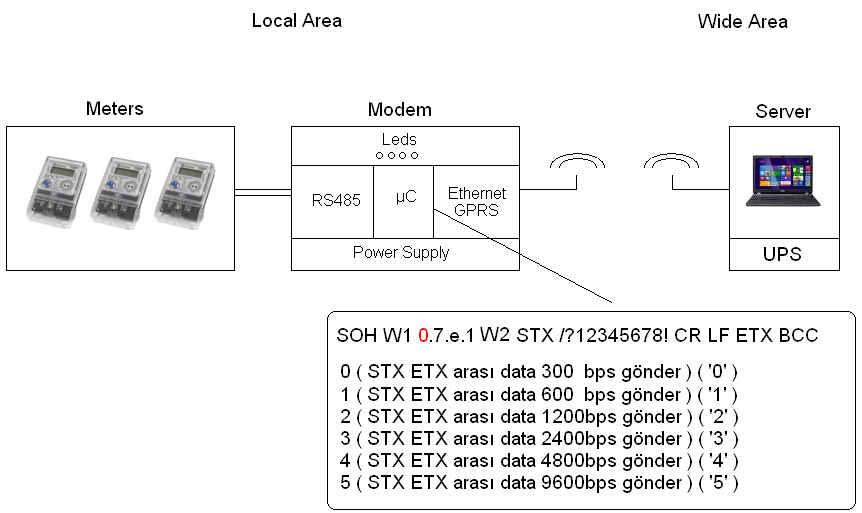 Local Area
Wide Area
Meters
Modem
Server
Leds
RS485
µC
Ethernet
GPRS
Power Supply
UPS
SOH W1 0.7.e.1 W2 STX /?12345678! CR LF ETX BCC
0 ( STX ETX arası data 300 bps gönder ) ( '0' )
1 ( STX ETX arası data 600 bps gönder ) ( '1' )
2 ( STX ETX arası data 1200bps gönder ) ( '2' )
3 ( STX ETX arası data 2400bps gönder ) ( '3' )
4 ( STX ETX arası data 4800bps gönder ) ( '4' )
5 ( STX ETX arası data 9600bps gönder ) ( '5' )